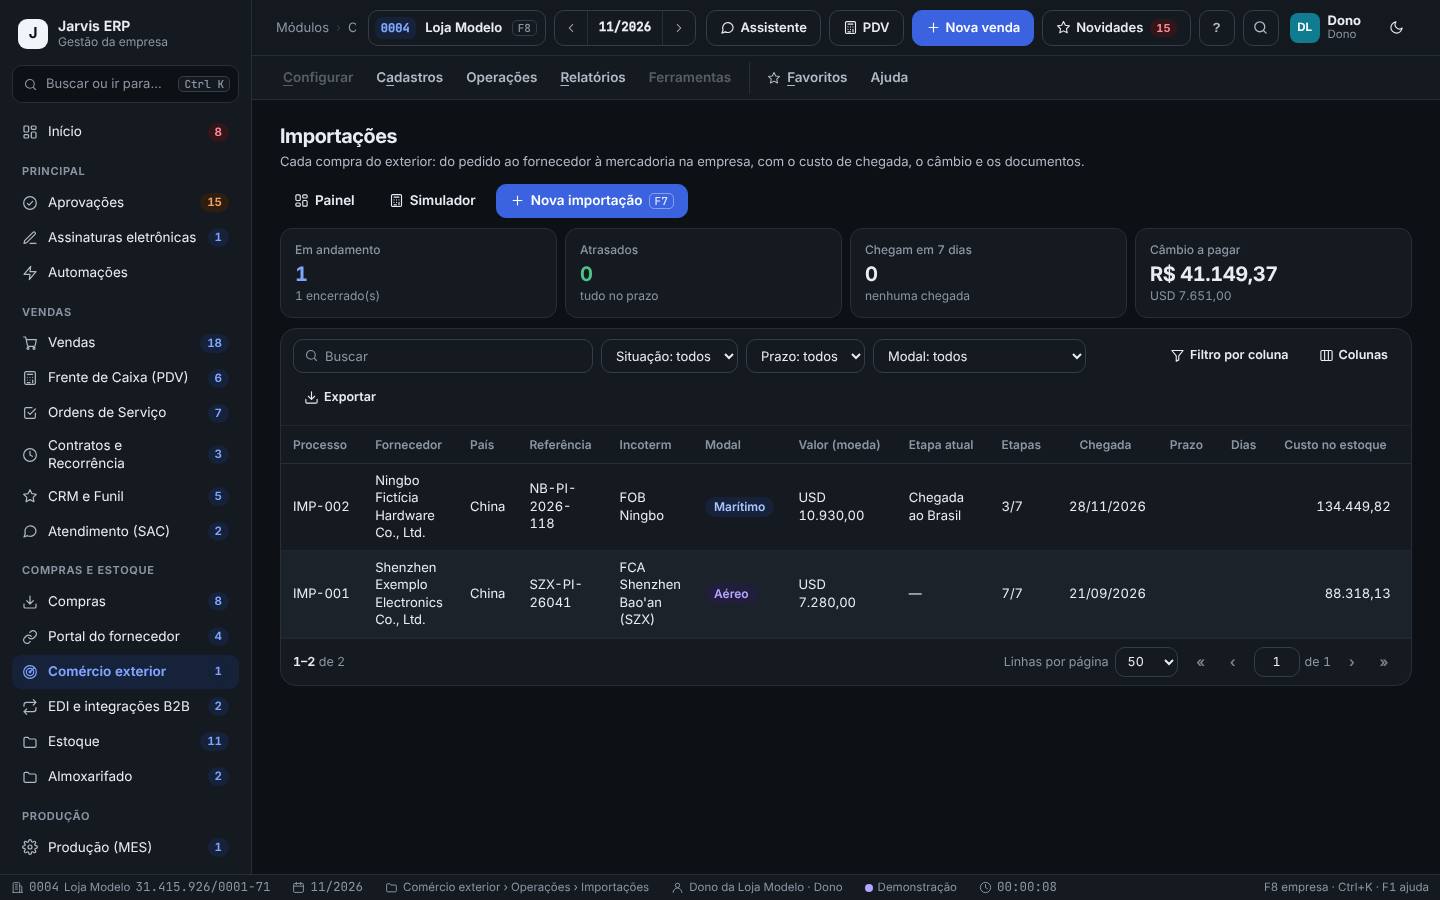 J
Jarvis ERP
Gestão da empresa
Buscar ou ir para... Ctrl K
Início 8
PRINCIPAL
Aprovações 15
Assinaturas eletrônicas 1
Automações
VENDAS
Vendas 18
Frente de Caixa (PDV) 6
Ordens de Serviço 7
Contratos e Recorrência 3
CRM e Funil 5
Atendimento (SAC) 2
COMPRAS E ESTOQUE
Compras 8
Portal do fornecedor 4
Comércio exterior 1
EDI e integrações B2B 2
Estoque 11
Almoxarifado 2
PRODUÇÃO
Produção (MES) 1
Módules › C
0004 Loja Modelo F8
‹ 11/2026 ›
Assistente
PDV
+ Nova venda
Novidades 15
?
DL
Dono
Dono
Configurar Cadastros Operações Relatórios Ferramentas Favoritos Ajuda
Importações
Cada compra do exterior: do pedido ao fornecedor à mercadoria na empresa, com o custo de chegada, o câmbio e os documentos.
Painel Simulador + Nova importação F7
Em andamento
1
1 encerrado(s)
Atrasados
0
tudo no prazo
Chegam em 7 dias
0
nenhuma chegada
Câmbio a pagar
R$ 41.149,37
USD 7.651,00
Buscar Situação: todos Prazo: todos Modal: todos Filtro por coluna Colunas
Exportar
Processo Fornecedor País Referência Incoterm Modal Valor (moeda) Etapa atual Etapas Chegada Prazo Dias Custo no estoque
IMP-002 Ningbo Fictícia Hardware Co., Ltd. China NB-PI-2026-118 FOB Ningbo Marítimo USD 10.930,00 Chegada ao Brasil 3/7 28/11/2026 134.449,82
IMP-001 Shenzhen Exemplo Electronics Co., Ltd. China SZX-PI-26041 FCA Shenzhen Bao'an (SZX) Aéreo USD 7.280,00 — 7/7 21/09/2026 88.318,13
1–2 de 2 Linhas por página 50 « ‹ 1 de 1 › »
0004 Loja Modelo 31.415.926/0001-71 11/2026 Comércio exterior › Operações › Importações Dono da Loja Modelo · Dono Demonstração 00:00:08 F8 empresa · Ctrl+K · F1 ajuda